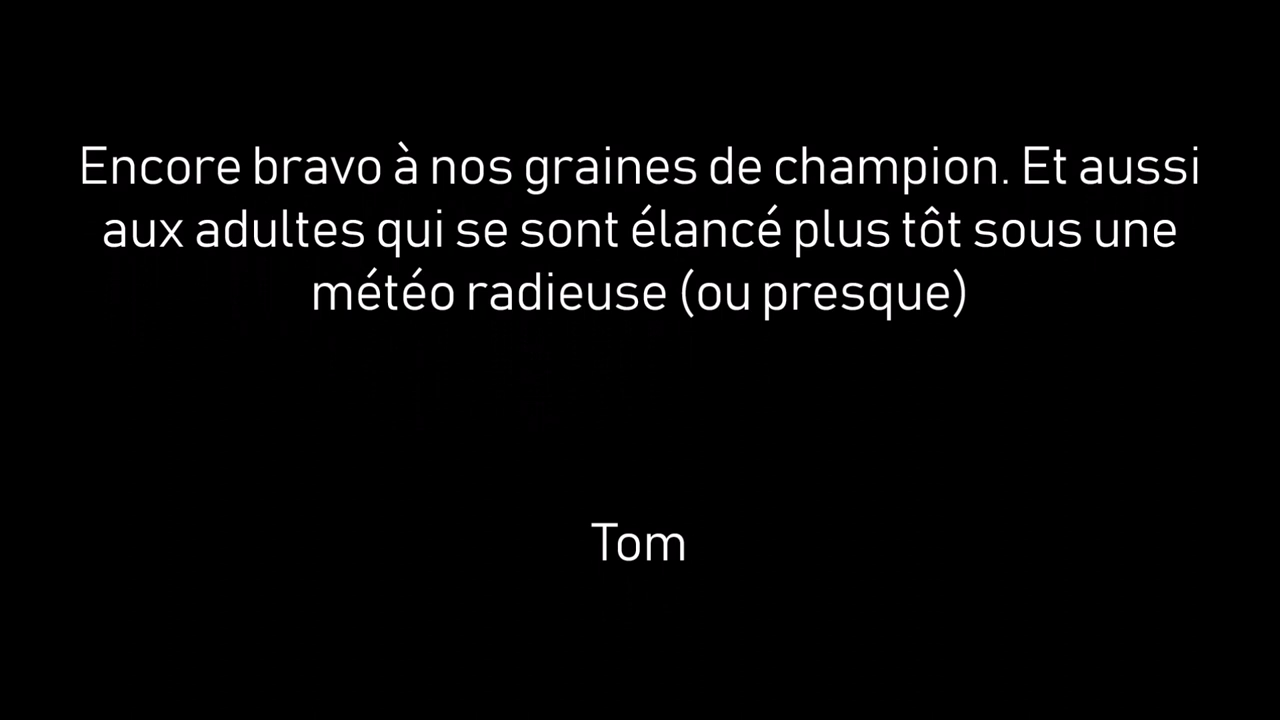 Encore bravo à nos graines de champion. Et aussi
aux adultes qui se sont élancé plus tôt sous une
météo radieuse (ou presque)
Tom